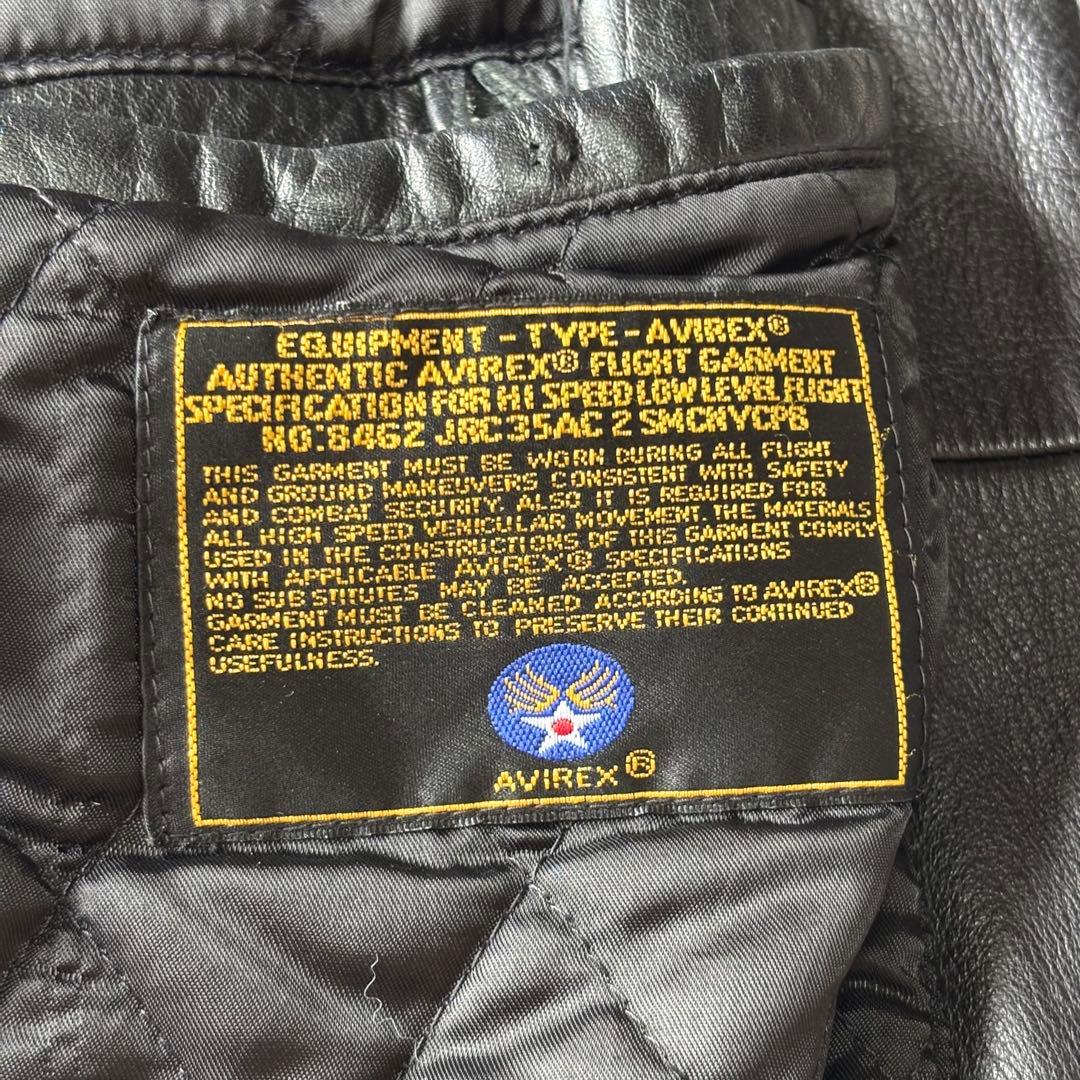 EQUIPMENT - TYPE - AVIREX®
AUTHENTIC AVIREX® FLIGHT GARMENT
SPECIFICATION FOR HI SPEED LOW LEVEL FLIGHT
NO.8462 JRC35AC 2 SMCNYCPB
THIS GARMENT MUST BE WORN DURING ALL FLIGHT
AND GROUND MANEUVERS CONSISTENT WITH SAFETY
AND COMBAT SECURITY. ALSO IT IS REQUIRED FOR
ALL HIGH SPEED VEHICULAR MOVEMENT. THE MATERIALS
USED IN THE CONSTRUCTIONS OF THIS GARMENT COMPLY
WITH APPLICABLE AVIREX® SPECIFICATIONS
NO SUBSTITUTES MAY BE ACCEPTED.
GARMENT MUST BE CLEANED ACCORDING TO AVIREX®
CARE INSTRUCTIONS TO PRESERVE THEIR CONTINUED
USEFULNESS.
AVIREX®